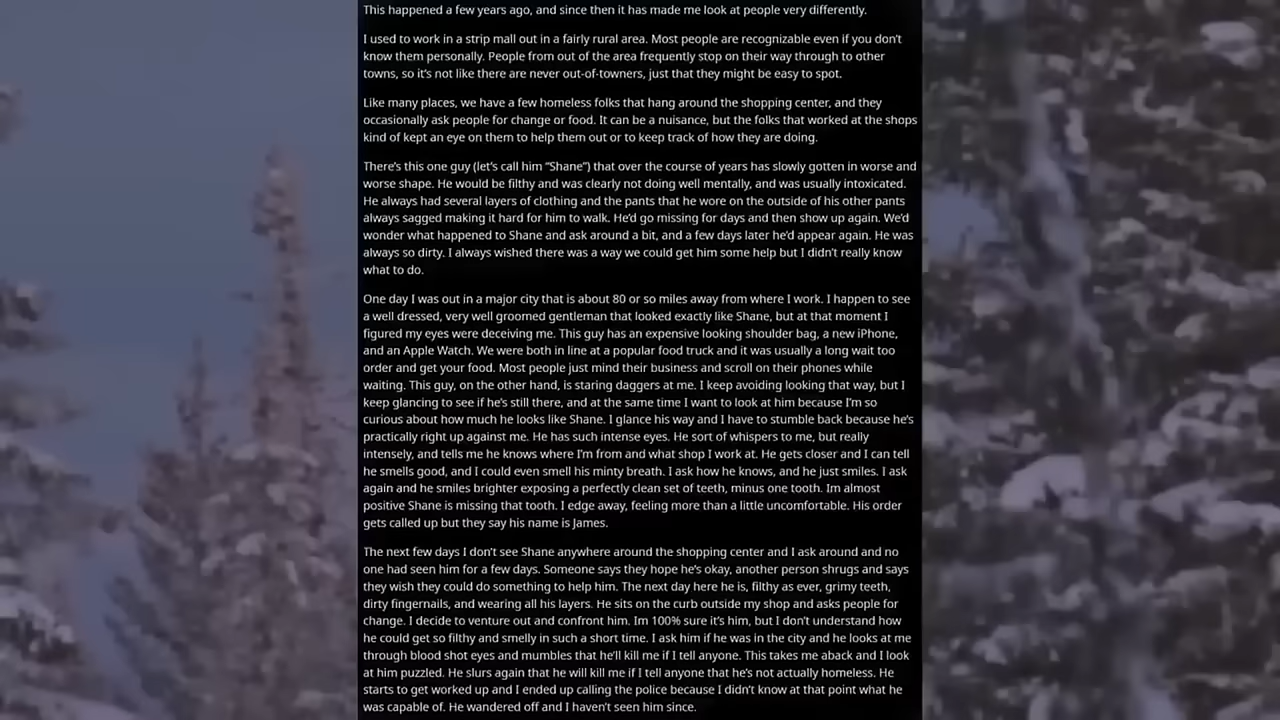 This happened a few years ago, and since then it has made me look at people very differently.
I used to work in a strip mall out in a fairly rural area. Most people are recognizable even if you don't
know them personally. People from out of the area frequently stop on their way through to other
towns, so it's not like there are never out-of-towners, just that they might be easy to spot.
Like many places, we have a few homeless folks that hang around the shopping center, and they
occasionally ask people for change or food. It can be a nuisance, but the folks that worked at the shops
kind of kept an eye on them to help them out or to keep track of how they are doing.
There's this one guy (let's call him "Shane") that over the course of years has slowly gotten in worse and
worse shape. He would be filthy and was clearly not doing well mentally, and was usually intoxicated.
He always had several layers of clothing and the pants that he wore on the outside of his other pants
always sagged making it hard for him to walk. He'd go missing for days and then show up again. We'd
wonder what happened to Shane and ask around a bit, and a few days later he'd appear again. He was
always so dirty. I always wished there was a way we could get him some help but I didn't really know
what to do.
One day I was out in a major city that is about 80 or so miles away from where I work. I happen to see
a well dressed, very well groomed gentleman that looked exactly like Shane, but at that moment I
figured my eyes were deceiving me. This guy has an expensive looking shoulder bag, a new iPhone,
and an Apple Watch. We were both in line at a popular food truck and it was usually a long wait too
order and get your food. Most people just mind their business and scroll on their phones while
waiting. This guy, on the other hand, is staring daggers at me. I keep avoiding looking that way, but I
keep glancing to see if he's still there, and at the same time I want to look at him because I'm so
curious about how much he looks like Shane. I glance his way and I have to stumble back because he's
practically right up against me. He has such intense eyes. He sort of whispers to me, but really
intensely, and tells me he knows where I'm from and what shop I work at. He gets closer and I can tell
he smells good, and I could even smell his minty breath. I ask how he knows, and he just smiles. I ask
again and he smiles brighter exposing a perfectly clean set of teeth, minus one tooth. Im almost
positive Shane is missing that tooth. I edge away, feeling more than a little uncomfortable. His order
gets called up but they say his name is James.
The next few days I don't see Shane anywhere around the shopping center and I ask around and no
one had seen him for a few days. Someone says they hope he's okay, another person shrugs and says
they wish they could do something to help him. The next day here he is, filthy as ever, grimy teeth,
dirty fingernails, and wearing all his layers. He sits on the curb outside my shop and asks people for
change. I decide to venture out and confront him. Im 100% sure it's him, but I don't understand how
he could get so filthy and smelly in such a short time. I ask him if he was in the city and he looks at me
through blood shot eyes and mumbles that he'll kill me if I tell anyone. This takes me aback and I look
at him puzzled. He slurs again that he will kill me if I tell anyone that he's not actually homeless. He
starts to get worked up and I ended up calling the police because I didn't know at that point what he
was capable of. He wandered off and I haven't seen him since.